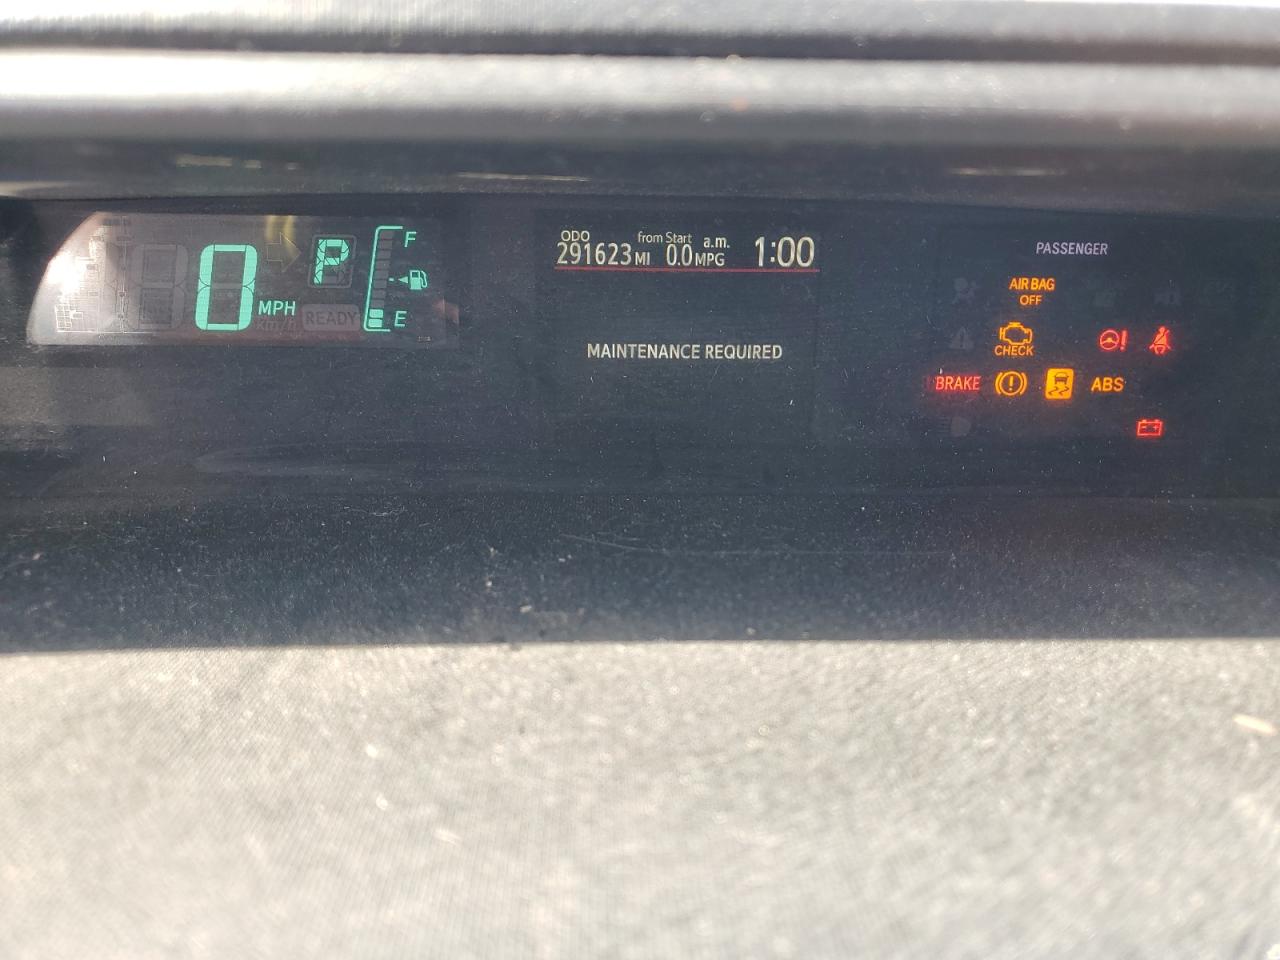 0 MPH
km/h
P
READY
F
E
ODO
291623 MI
from Start
0.0 MPG
a.m.
1:00
MAINTENANCE REQUIRED
PASSENGER
AIR BAG
OFF
CHECK
BRAKE
ABS